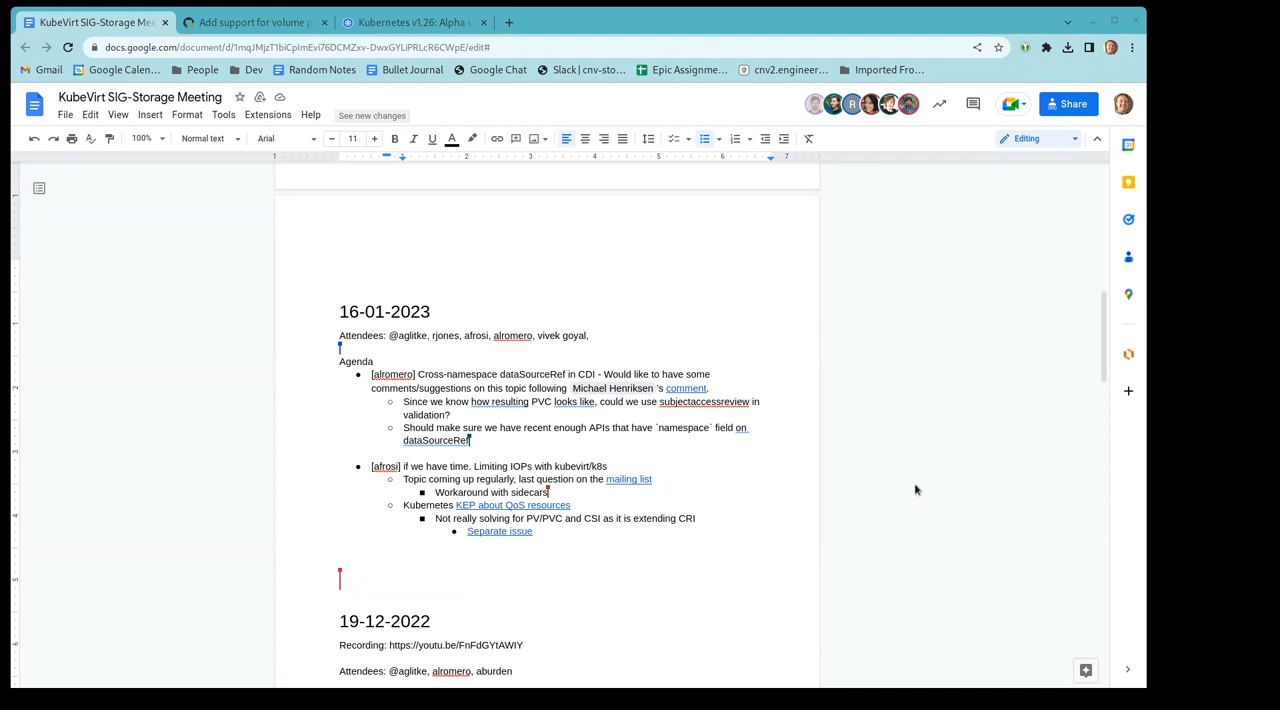 KubeVirt SIG-Storage Mee
Add support for volume p
Kubernetes v1.26: Alpha s
docs.google.com/document/d/1mqJMjzT1biCpImEvi76DCMZxv-DwxGYLiPRLcR6CWpE/edit#
Gmail
Google Calen...
People
Dev
Random Notes
Bullet Journal
Google Chat
Slack | cnv-sto...
Epic Assignme...
cnv2.engineer...
Imported Fro...
KubeVirt SIG-Storage Meeting
Share
File Edit View Insert Format Tools Extensions Help
See new changes
100% Normal text Arial 11 Editing
1 1 2 3 4 5 6 7
16-01-2023
Attendees: @aglitke, rjones, afrosi, alromero, vivek goyal,
Agenda
● [alromero] Cross-namespace dataSourceRef in CDI - Would like to have some
comments/suggestions on this topic following Michael Henriksen 's comment.
○ Since we know how resulting PVC looks like, could we use subjectaccessreview in
validation?
○ Should make sure we have recent enough APIs that have `namespace` field on
dataSourceRef
● [afrosi] if we have time. Limiting IOPs with kubevirt/k8s
○ Topic coming up regularly, last question on the mailing list
■ Workaround with sidecars
○ Kubernetes KEP about QoS resources
■ Not really solving for PV/PVC and CSI as it is extending CRI
● Separate issue
19-12-2022
Recording: https://youtu.be/FnFdGYtAWIY
Attendees: @aglitke, alromero, aburden